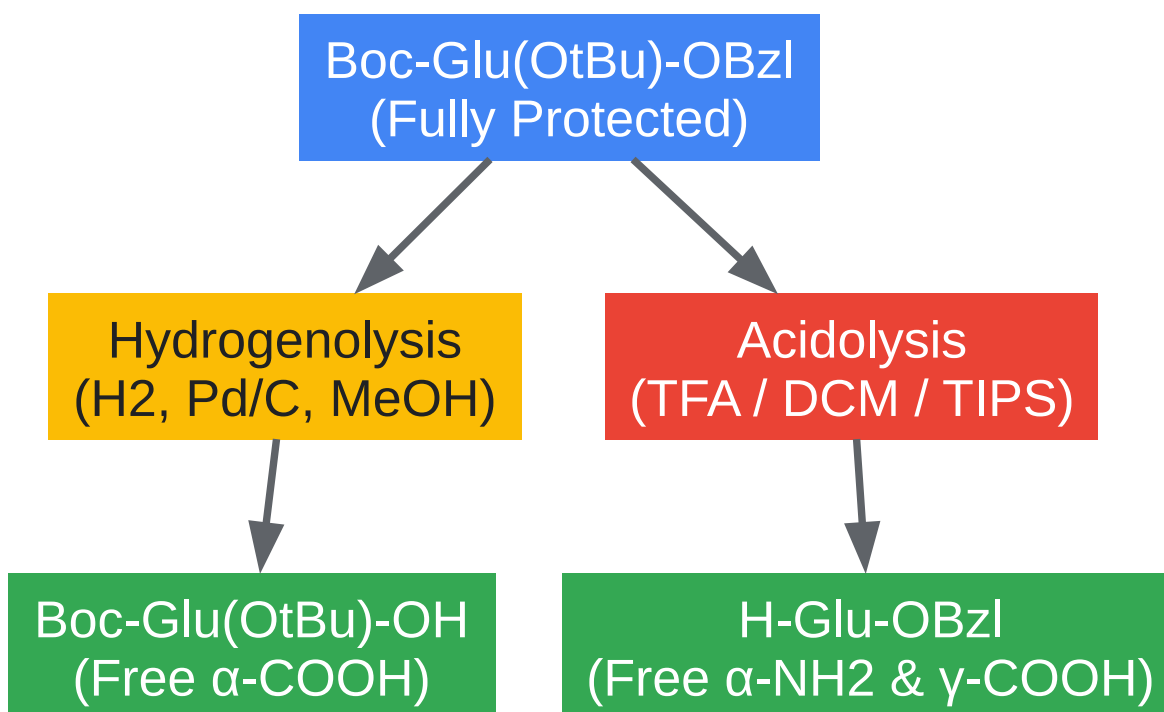 Boc-Glu(OtBu)-OBzl
(Fully Protected)
Hydrogenolysis
(H2, Pd/C, MeOH)
Acidolysis
(TFA / DCM / TIPS)
Boc-Glu(OtBu)-OH
(Free α-COOH)
H-Glu-OBzl
(Free α-NH2 & γ-COOH)